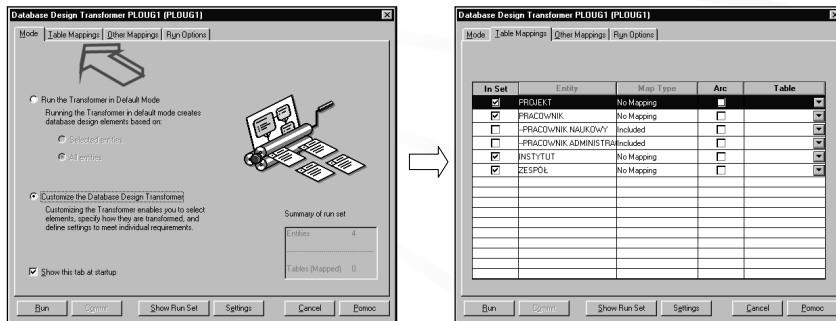 Database Design Transformer PLOUG1 (PLOUG1)
Mode Table Mappings Other Mappings Run Options
Run the Transformer in Default Mode
Running the Transformer in default mode creates
database design elements based on:
Selected entities
All entities
Customize the Database Design Transformer
Customizing the Transformer enables you to select
elements, specify how they are transformed, and
define settings to meet individual requirements.
Summary of run set
Entities 4
Tables (Mapped) 0
Show this tab at startup
Run Commit Show Run Set Settings Cancel Pomoc
Database Design Transformer PLOUG1 (PLOUG1)
Mode Table Mappings Other Mappings Run Options
In Set Entity Map Type Arc Table
PROJEKT No Mapping
PRACOWNIK No Mapping
--PRACOWNIK NAUKOWY Included
--PRACOWNIK ADMINISTRA Included
INSTYTUT No Mapping
ZESPÓŁ No Mapping
Run Commit Show Run Set Settings Cancel Pomoc